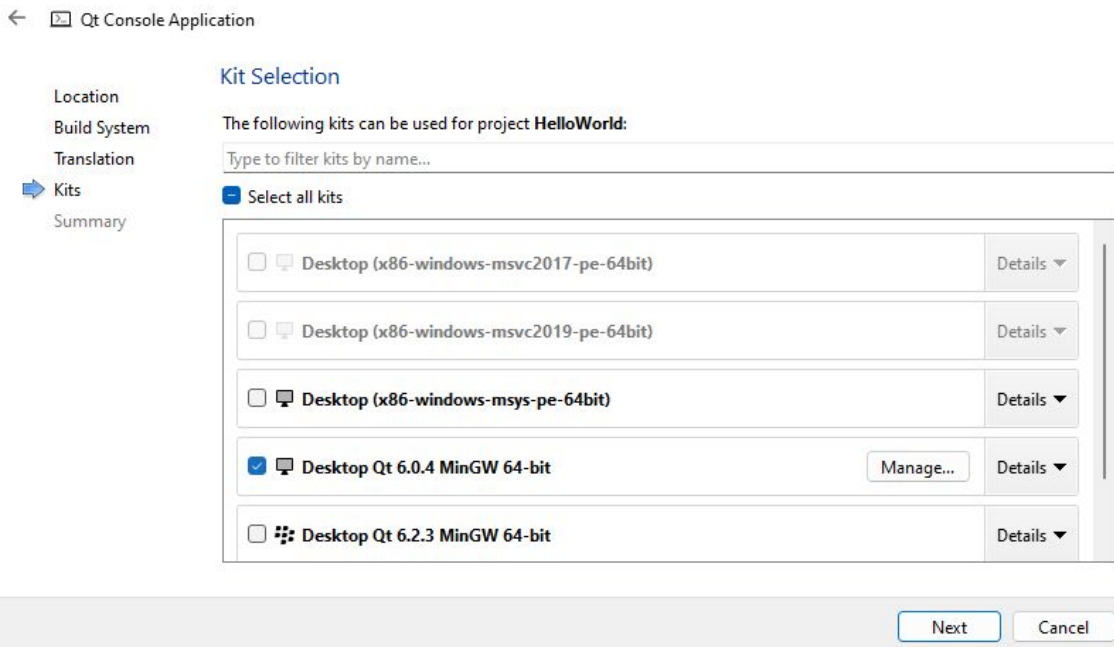 Qt Console Application
Location
Build System
Translation
Kits
Summary
Kit Selection
The following kits can be used for project HelloWorld:
Type to filter kits by name...
Select all kits
Desktop (x86-windows-msvc2017-pe-64bit) Details
Desktop (x86-windows-msvc2019-pe-64bit) Details
Desktop (x86-windows-msys-pe-64bit) Details
Desktop Qt 6.0.4 MinGW 64-bit Manage... Details
Desktop Qt 6.2.3 MinGW 64-bit Details
Next Cancel